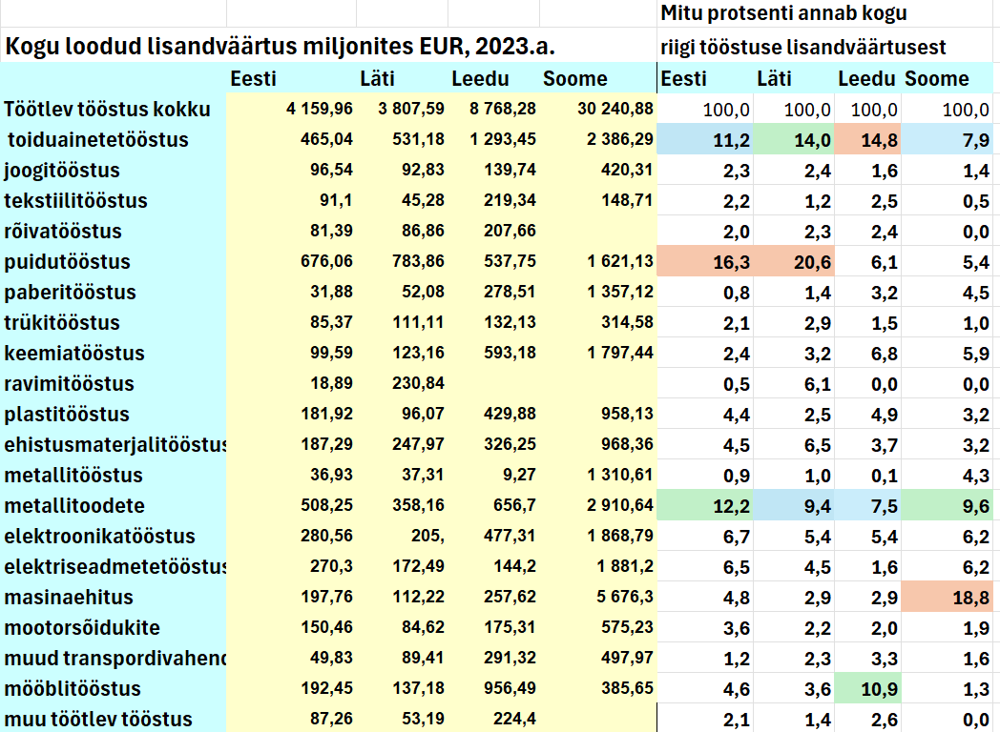 Mitu protsenti annab kogu
Kogu loodud lisandväärtus miljonites EUR, 2023.a. riigi tööstuse lisandväärtusest
Eesti Läti Leedu Soome Eesti Läti Leedu Soome
Töötlev tööstus kokku 4 159,96 3 807,59 8 768,28 30 240,88 100,0 100,0 100,0 100,0
toiduainetetööstus 465,04 531,18 1 293,45 2 386,29 11,2 14,0 14,8 7,9
joogitööstus 96,54 92,83 139,74 420,31 2,3 2,4 1,6 1,4
tekstiilitööstus 91,1 45,28 219,34 148,71 2,2 1,2 2,5 0,5
rõivatööstus 81,39 86,86 207,66 2,0 2,3 2,4 0,0
puidutööstus 676,06 783,86 537,75 1 621,13 16,3 20,6 6,1 5,4
paberitööstus 31,88 52,08 278,51 1 357,12 0,8 1,4 3,2 4,5
trükitööstus 85,37 111,11 132,13 314,58 2,1 2,9 1,5 1,0
keemiatööstus 99,59 123,16 593,18 1 797,44 2,4 3,2 6,8 5,9
ravimitööstus 18,89 230,84 0,5 6,1 0,0 0,0
plastitööstus 181,92 96,07 429,88 958,13 4,4 2,5 4,9 3,2
ehistusmaterjalitööstus 187,29 247,97 326,25 968,36 4,5 6,5 3,7 3,2
metallitööstus 36,93 37,31 9,27 1 310,61 0,9 1,0 0,1 4,3
metallitoodete 508,25 358,16 656,7 2 910,64 12,2 9,4 7,5 9,6
elektroonikatööstus 280,56 205, 477,31 1 868,79 6,7 5,4 5,4 6,2
elektriseadmetetööstus 270,3 172,49 144,2 1 881,2 6,5 4,5 1,6 6,2
masinaehitus 197,76 112,22 257,62 5 676,3 4,8 2,9 2,9 18,8
mootorsõidukite 150,46 84,62 175,31 575,23 3,6 2,2 2,0 1,9
muud transpordivahend 49,83 89,41 291,32 497,97 1,2 2,3 3,3 1,6
mööblitööstus 192,45 137,18 956,49 385,65 4,6 3,6 10,9 1,3
muu töötlev tööstus 87,26 53,19 224,4 2,1 1,4 2,6 0,0